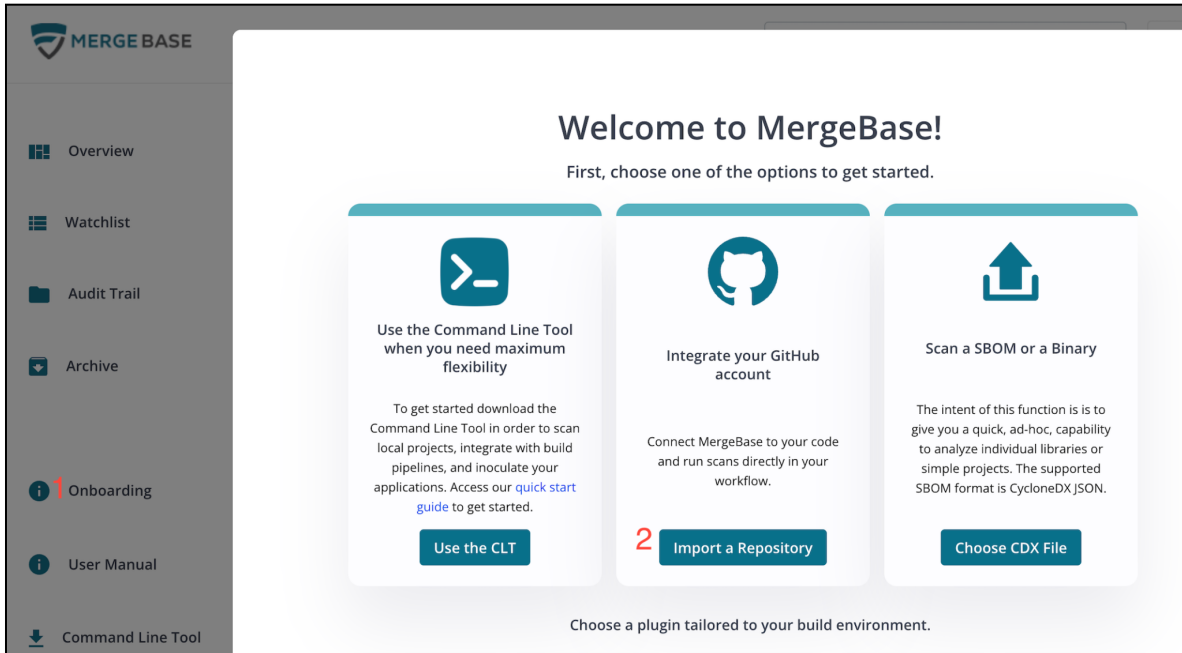 MERGE BASE
Overview
Watchlist
Audit Trail
Archive
1 Onboarding
User Manual
Command Line Tool
Welcome to MergeBase!
First, choose one of the options to get started.
Use the Command Line Tool
when you need maximum
flexibility
To get started download the
Command Line Tool in order to scan
local projects, integrate with build
pipelines, and inoculate your
applications. Access our quick start
guide to get started.
Use the CLT
Integrate your GitHub
account
Connect MergeBase to your code
and run scans directly in your
workflow.
2 Import a Repository
Scan a SBOM or a Binary
The intent of this function is is to
give you a quick, ad-hoc, capability
to analyze individual libraries or
simple projects. The supported
SBOM format is CycloneDX JSON.
Choose CDX File
Choose a plugin tailored to your build environment.